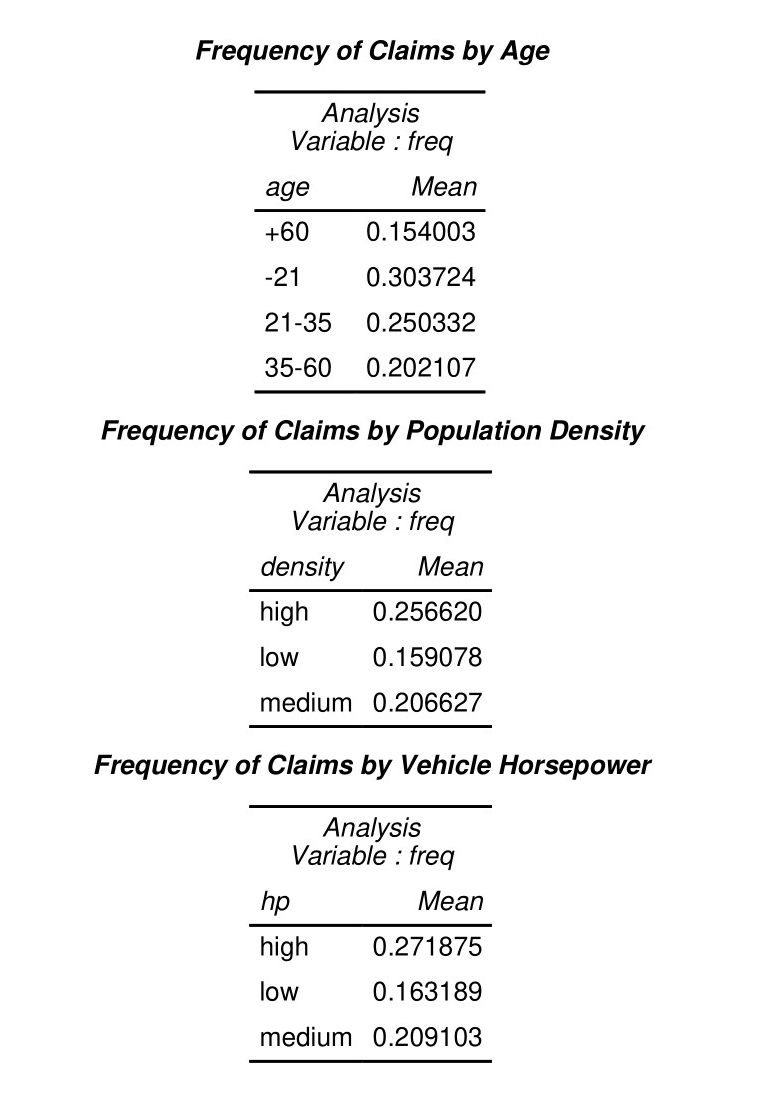 Frequency of Claims by Age
Analysis
Variable : freq
age Mean
+60 0.154003
-21 0.303724
21-35 0.250332
35-60 0.202107
Frequency of Claims by Population Density
Analysis
Variable : freq
density Mean
high 0.256620
low 0.159078
medium 0.206627
Frequency of Claims by Vehicle Horsepower
Analysis
Variable : freq
hp Mean
high 0.271875
low 0.163189
medium 0.209103